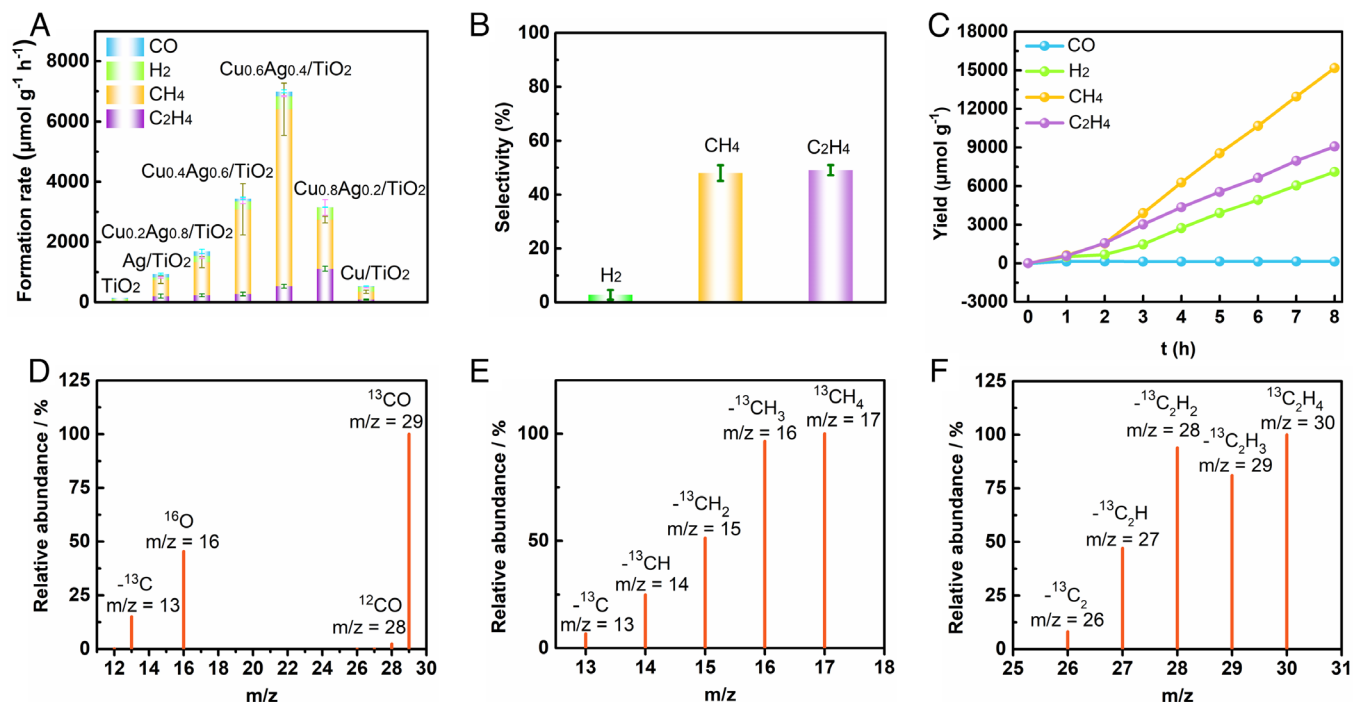 A
Formation rate (μmol g⁻¹ h⁻¹)
8000
6000
4000
2000
0
CO
H₂
CH₄
C₂H₄
TiO₂
Ag/TiO₂
Cu₀.₂Ag₀.₈/TiO₂
Cu₀.₄Ag₀.₆/TiO₂
Cu₀.₆Ag₀.₄/TiO₂
Cu₀.₈Ag₀.₂/TiO₂
Cu/TiO₂
B
Selectivity (%)
100
80
60
40
20
0
H₂
CH₄
C₂H₄
C
Yield (μmol g⁻¹)
18000
15000
12000
9000
6000
3000
0
-3000
CO
H₂
CH₄
C₂H₄
0 1 2 3 4 5 6 7 8
t (h)
D
Relative abundance / %
125
100
75
50
25
0
-¹³C
m/z = 13
¹⁶O
m/z = 16
¹²CO
m/z = 28
¹³CO
m/z = 29
12 14 16 18 20 22 24 26 28 30
m/z
E
Relative abundance / %
125
100
75
50
25
0
-¹³C
m/z = 13
-¹³CH
m/z = 14
-¹³CH₂
m/z = 15
-¹³CH₃
m/z = 16
¹³CH₄
m/z = 17
13 14 15 16 17 18
m/z
F
Relative abundance / %
125
100
75
50
25
0
-¹³C₂
m/z = 26
-¹³C₂H
m/z = 27
-¹³C₂H₂
m/z = 28
-¹³C₂H₃
m/z = 29
¹³C₂H₄
m/z = 30
25 26 27 28 29 30 31
m/z